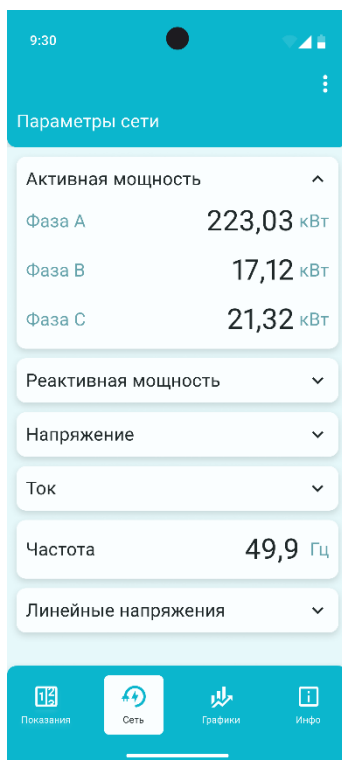 9:30
Параметры сети
Активная мощность
Фаза А 223,03 кВт
Фаза В 17,12 кВт
Фаза С 21,32 кВт
Реактивная мощность
Напряжение
Ток
Частота 49,9 Гц
Линейные напряжения
Показания Сеть Графики Инфо